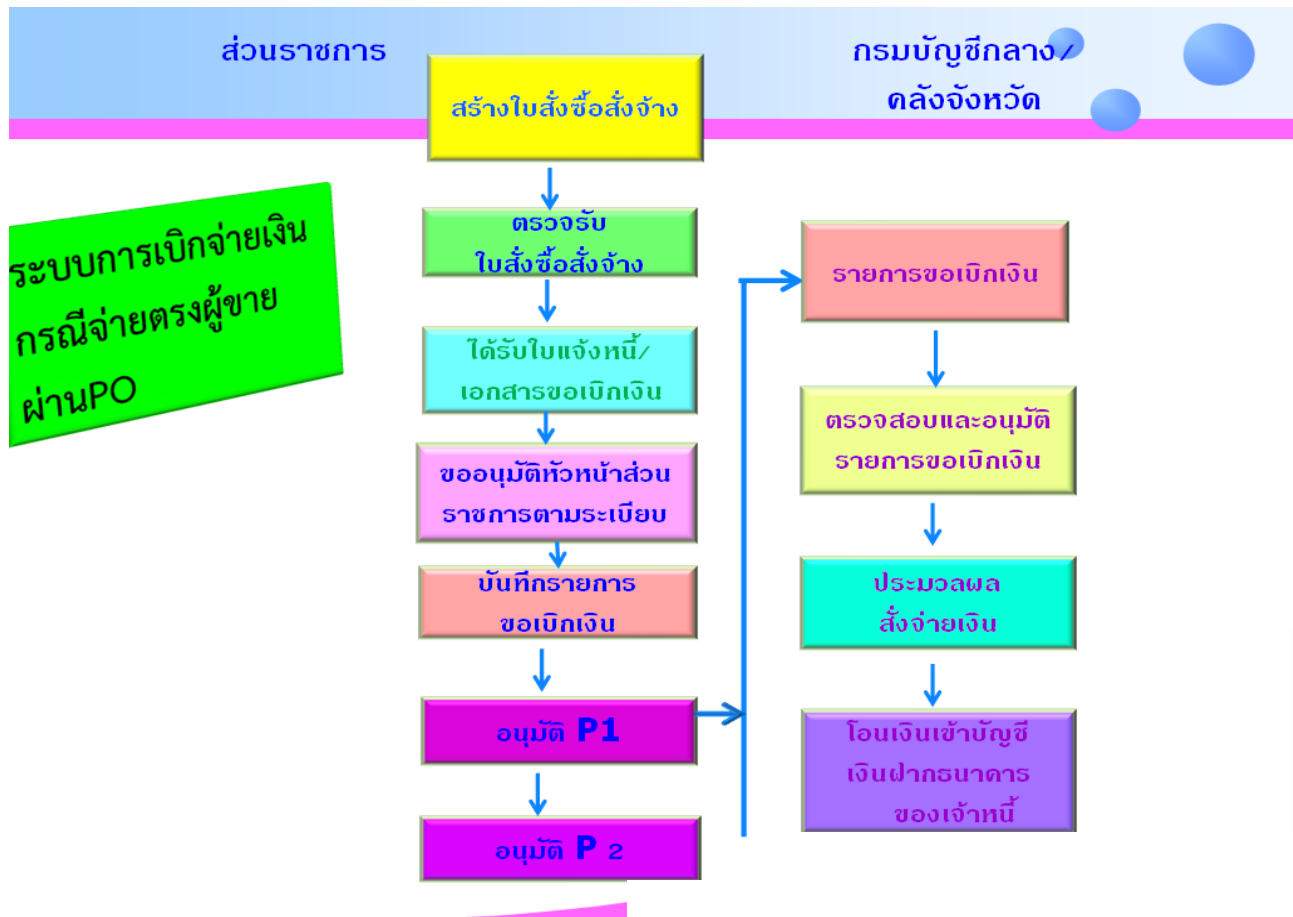 ส่วนราชการ
กรมบัญชีกลาง/
คลังจังหวัด
ระบบการเบิกจ่ายเงิน
กรณีจ่ายตรงผู้ขาย
ผ่านPO
สร้างใบสั่งซื้อสั่งจ้าง
ตรวจรับ
ใบสั่งซื้อสั่งจ้าง
ได้รับใบแจ้งหนี้/
เอกสารขอเบิกเงิน
ขออนุมัติหัวหน้าส่วน
ราชการตามระเบียบ
บันทึกรายการ
ขอเบิกเงิน
อนุมัติ P1
อนุมัติ P 2
รายการขอเบิกเงิน
ตรวจสอบและอนุมัติ
รายการขอเบิกเงิน
ประมวลผล
สั่งจ่ายเงิน
โอนเงินเข้าบัญชี
เงินฝากธนาคาร
ของเจ้าหนี้